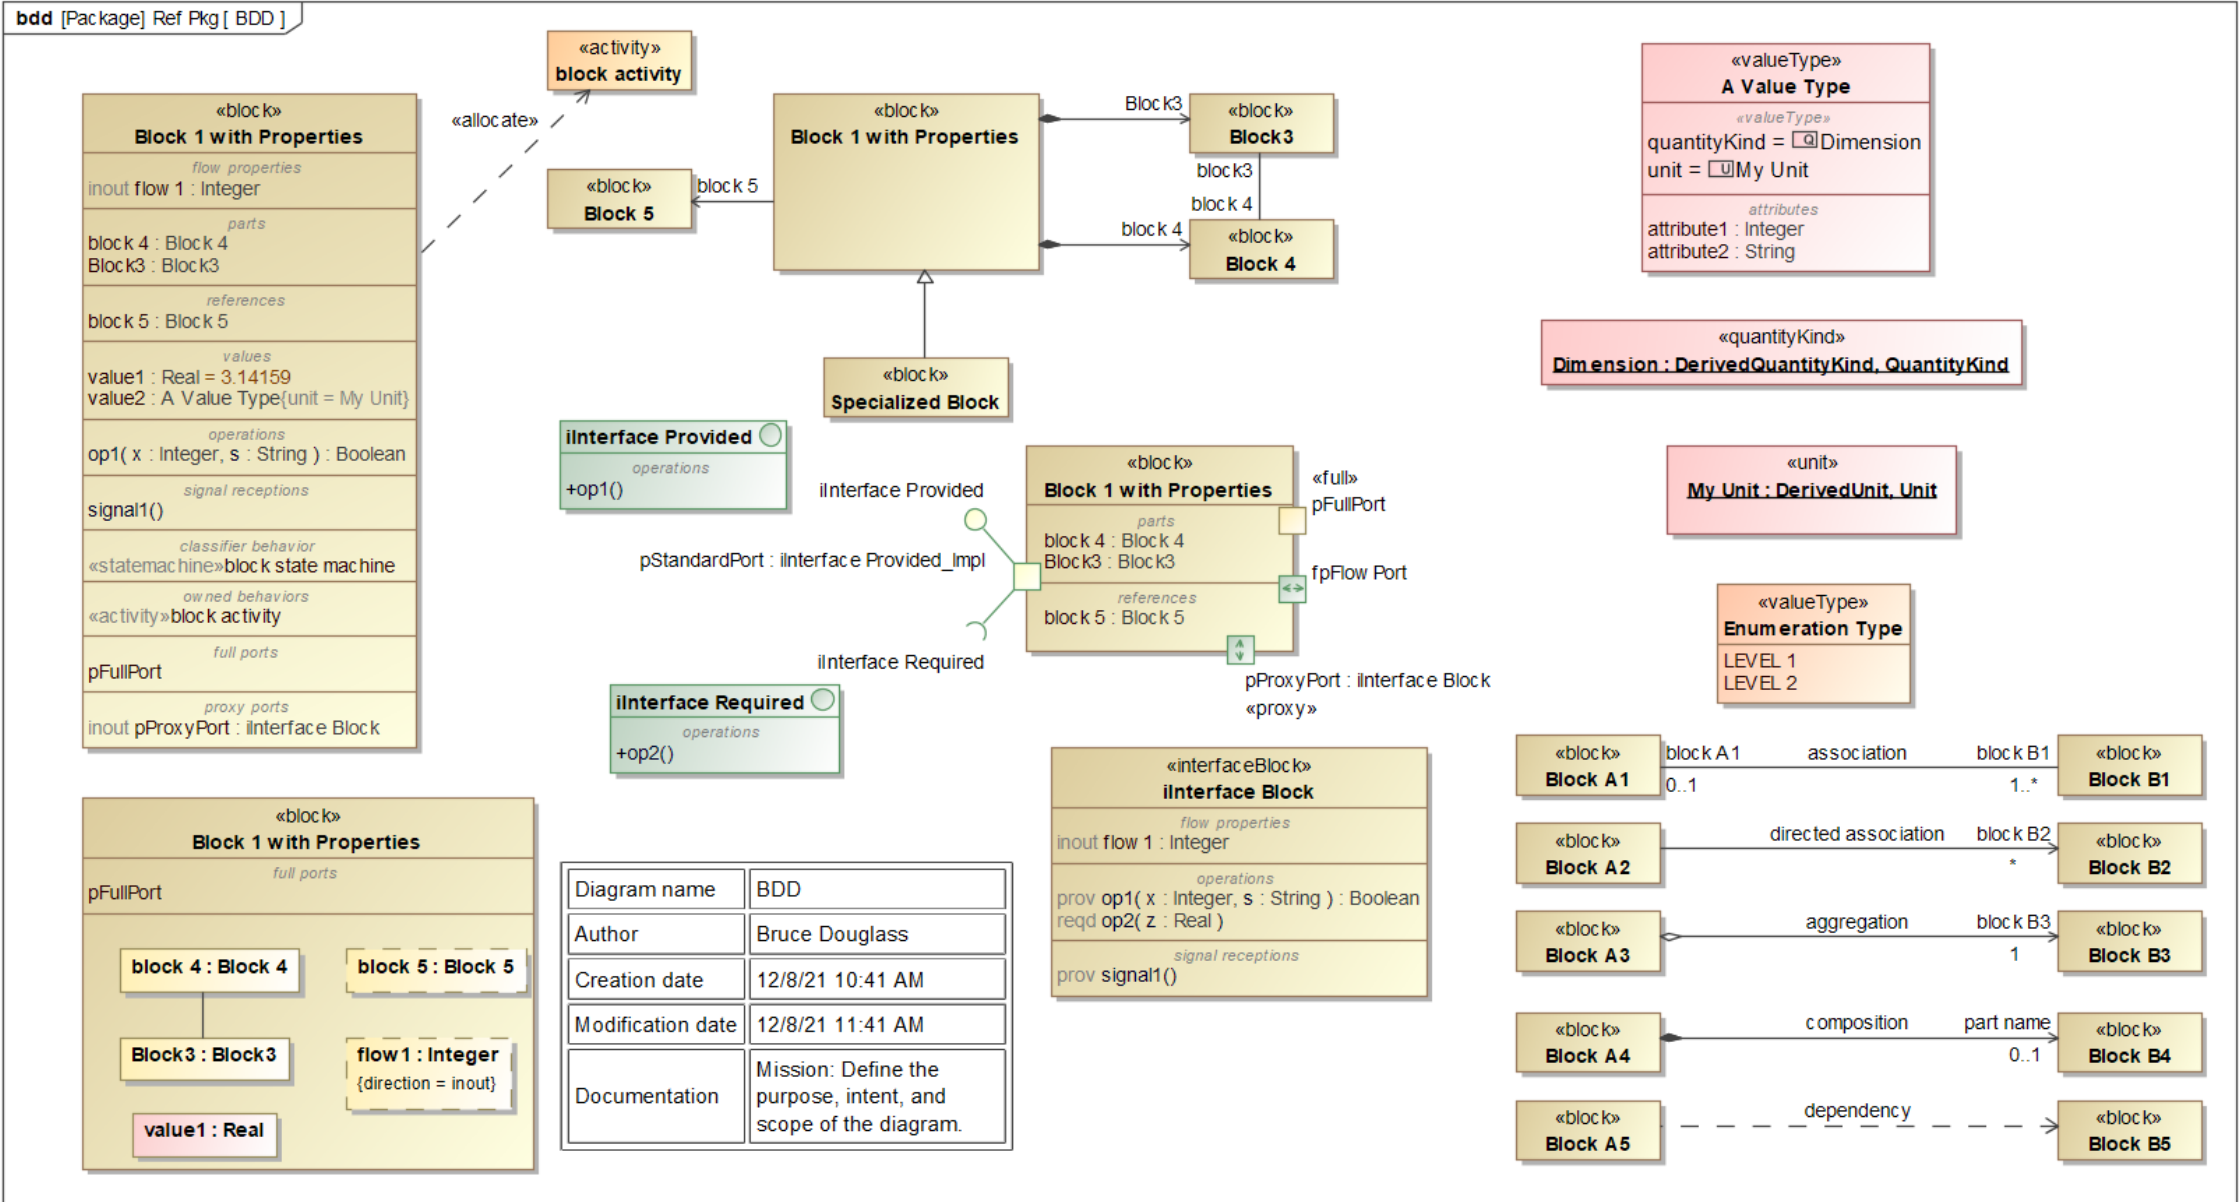 bdd [Package] Ref Pkg [ BDD ]
«block»
Block 1 with Properties
flow properties
inout flow 1 : Integer
parts
block 4 : Block 4
Block3 : Block3
references
block 5 : Block 5
values
value1 : Real = 3.14159
value2 : A Value Type{unit = My Unit}
operations
op1( x : Integer, s : String ) : Boolean
signal receptions
signal1()
classifier behavior
«statemachine»block state machine
owned behaviors
«activity»block activity
full ports
pFullPort
proxy ports
inout pProxyPort : iInterface Block
«allocate»
«activity»
block activity
«block»
Block 5
block 5
«block»
Block 1 with Properties
Block3
«block»
Block3
block3
block 4
block 4
«block»
Block 4
«block»
Specialized Block
iInterface Provided
operations
+op1()
iInterface Provided
pStandardPort : iInterface Provided_Impl
iInterface Required
iInterface Required
operations
+op2()
«block»
Block 1 with Properties
parts
block 4 : Block 4
Block3 : Block3
references
block 5 : Block 5
«full»
pFullPort
fpFlow Port
pProxyPort : iInterface Block
«proxy»
«interfaceBlock»
iInterface Block
flow properties
inout flow 1 : Integer
operations
prov op1( x : Integer, s : String ) : Boolean
reqd op2( z : Real )
signal receptions
prov signal1()
«valueType»
A Value Type
«valueType»
quantityKind = Q Dimension
unit = U My Unit
attributes
attribute1 : Integer
attribute2 : String
«quantityKind»
Dimension : DerivedQuantityKind, QuantityKind
«unit»
My Unit : DerivedUnit, Unit
«valueType»
Enumeration Type
LEVEL 1
LEVEL 2
«block»
Block 1 with Properties
full ports
pFullPort
block 4 : Block 4
block 5 : Block 5
Block3 : Block3
flow1 : Integer
{direction = inout}
value1 : Real
Diagram name BDD
Author Bruce Douglass
Creation date 12/8/21 10:41 AM
Modification date 12/8/21 11:41 AM
Documentation
Mission: Define the
purpose, intent, and
scope of the diagram.
«block»
Block A1
block A1 association block B1
0..1 1..*
«block»
Block B1
«block»
Block A2
directed association block B2
*
«block»
Block B2
«block»
Block A3
aggregation block B3
1
«block»
Block B3
«block»
Block A4
composition part name
0..1
«block»
Block B4
«block»
Block A5
dependency
«block»
Block B5